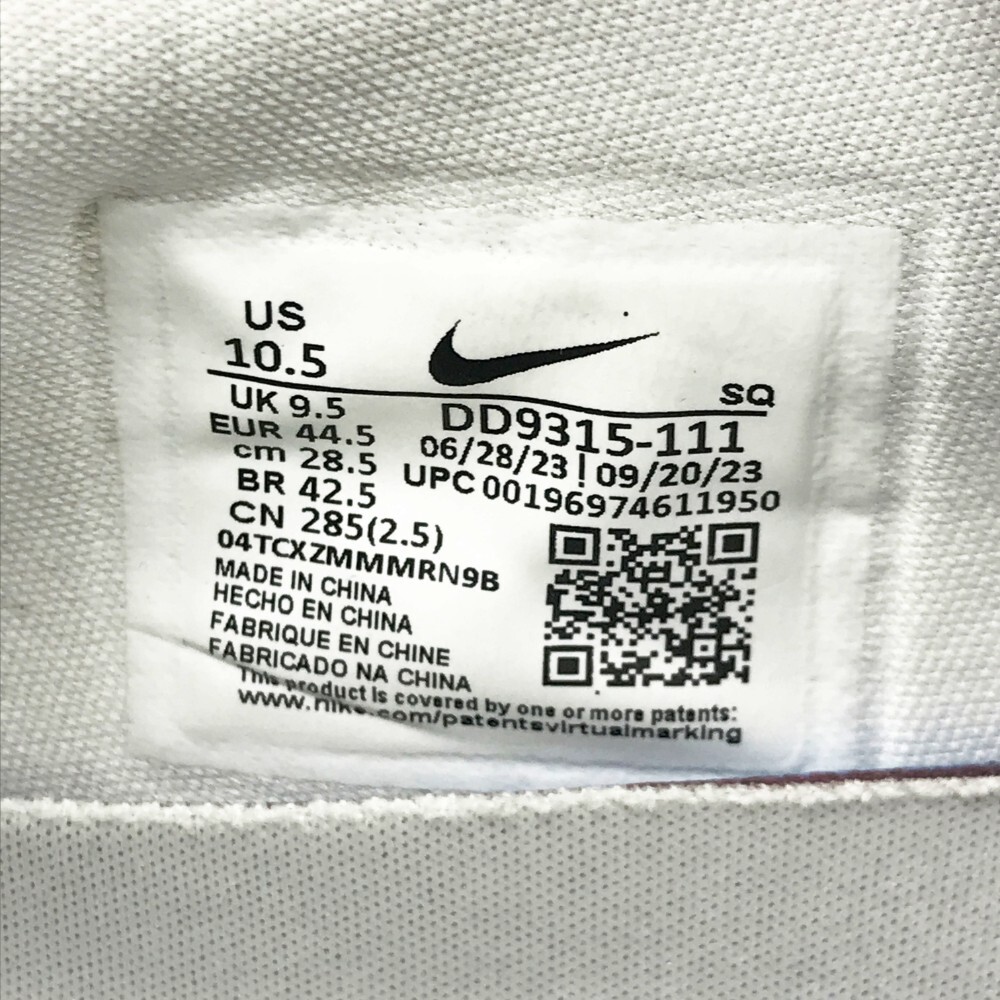 US
10.5
SQ
UK 9.5
EUR 44.5
cm 28.5
BR 42.5
CN 285(2.5)
DD9315-111
06/28/23 | 09/20/23
UPC 00196974611950
04TCXZMMMRN9B
MADE IN CHINA
HECHO EN CHINA
FABRIQUE EN CHINE
FABRICADO NA CHINA
This product is covered by one or more patents:
www.nike.com/patentsvirtualmarking